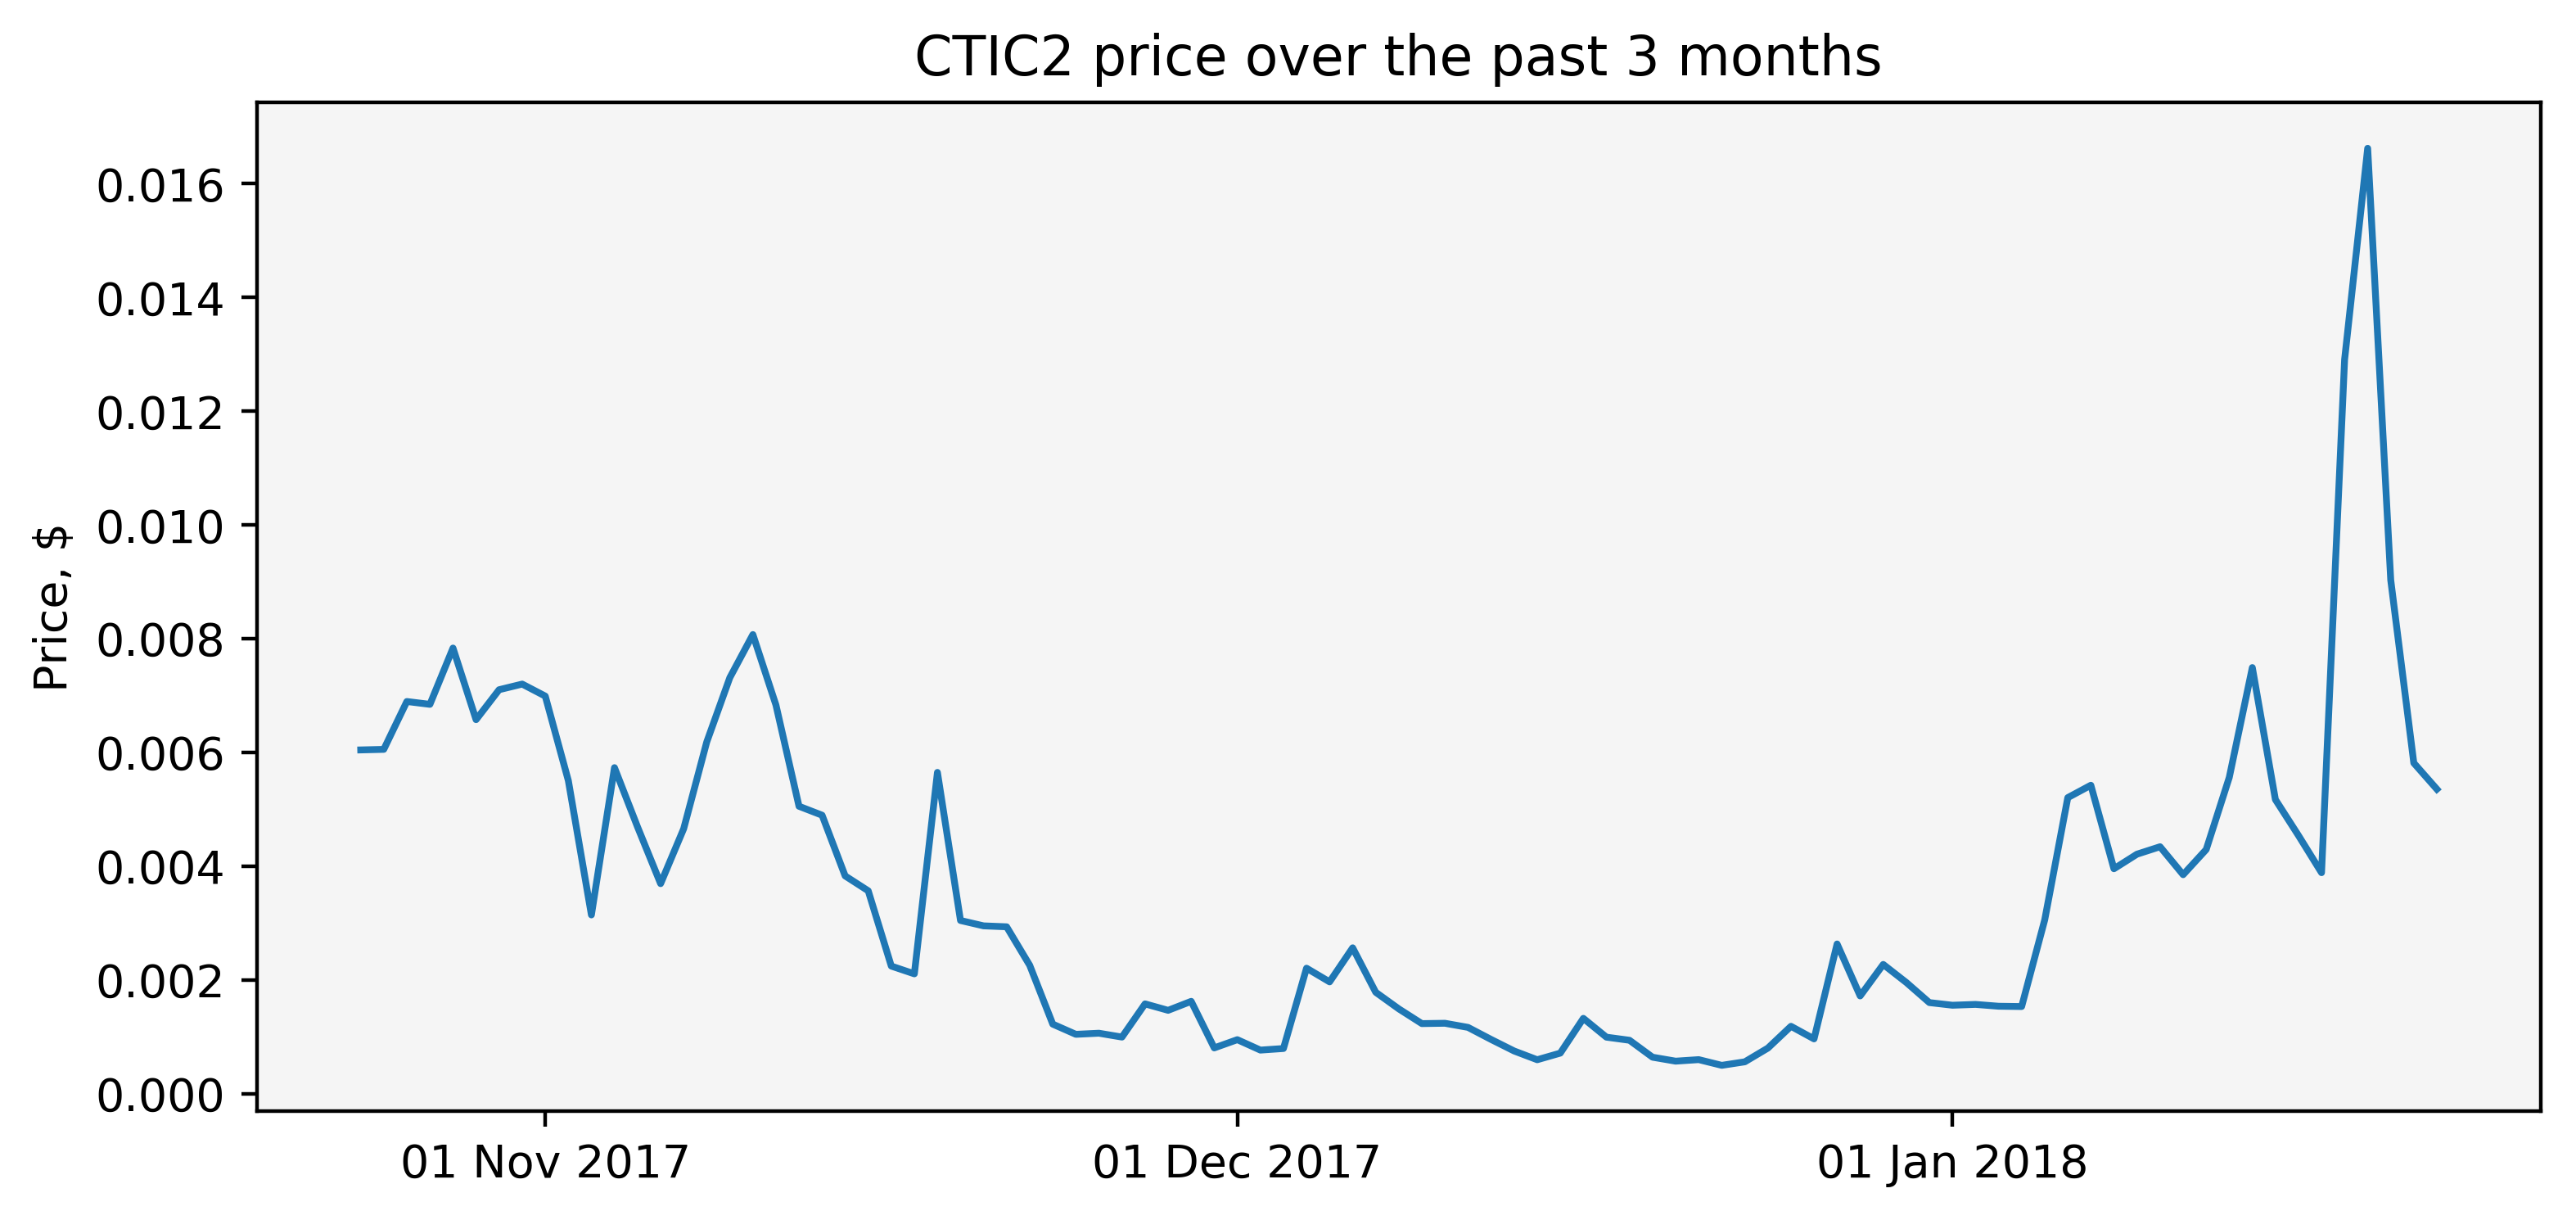 CTIC2 price over the past 3 months
Price, $
0.016
0.014
0.012
0.010
0.008
0.006
0.004
0.002
0.000
01 Nov 2017
01 Dec 2017
01 Jan 2018